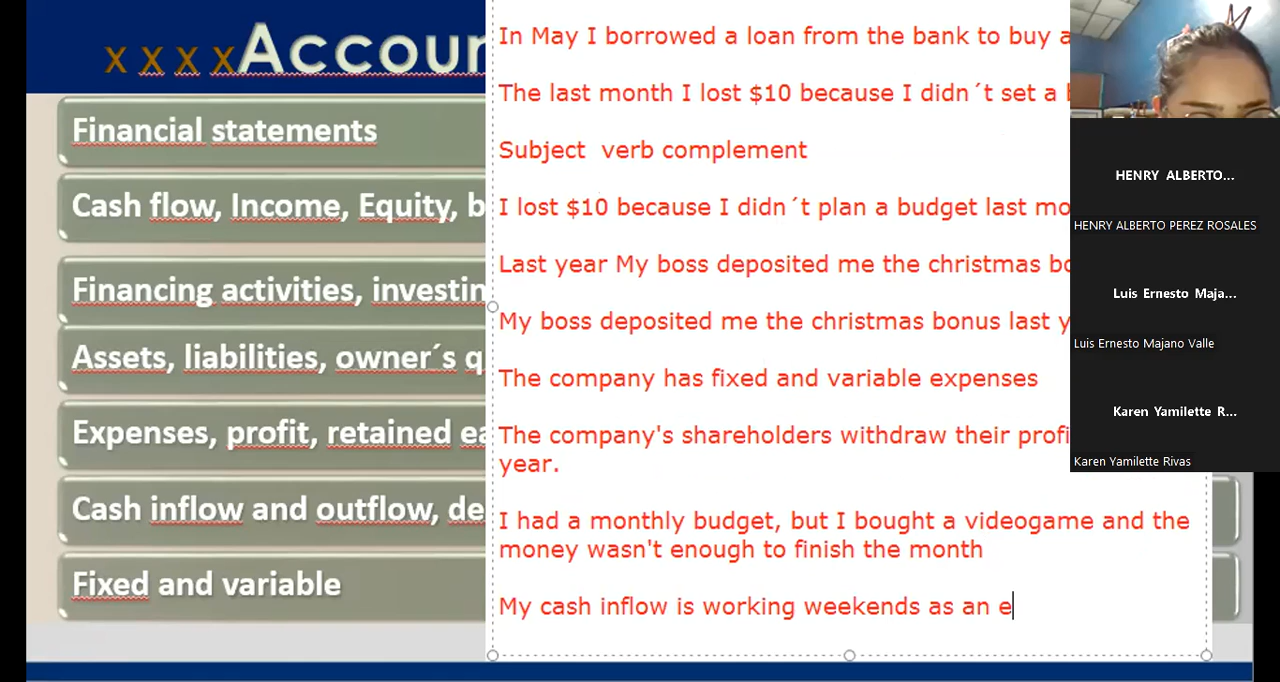 x x x x Accoun
Financial statements
Cash flow, Income, Equity, b
Financing activities, investin
Assets, liabilities, owner´s q
Expenses, profit, retained ea
Cash inflow and outflow, de
Fixed and variable
In May I borrowed a loan from the bank to buy a
The last month I lost $10 because I didn´t set a
Subject verb complement
I lost $10 because I didn´t plan a budget last mo
Last year My boss deposited me the christmas bo
My boss deposited me the christmas bonus last y
The company has fixed and variable expenses
The company's shareholders withdraw their profi
year.
I had a monthly budget, but I bought a videogame and the
money wasn't enough to finish the month
My cash inflow is working weekends as an e
HENRY ALBERTO...
HENRY ALBERTO PEREZ ROSALES
Luis Ernesto Maja...
Luis Ernesto Majano Valle
Karen Yamilette R...
Karen Yamilette Rivas